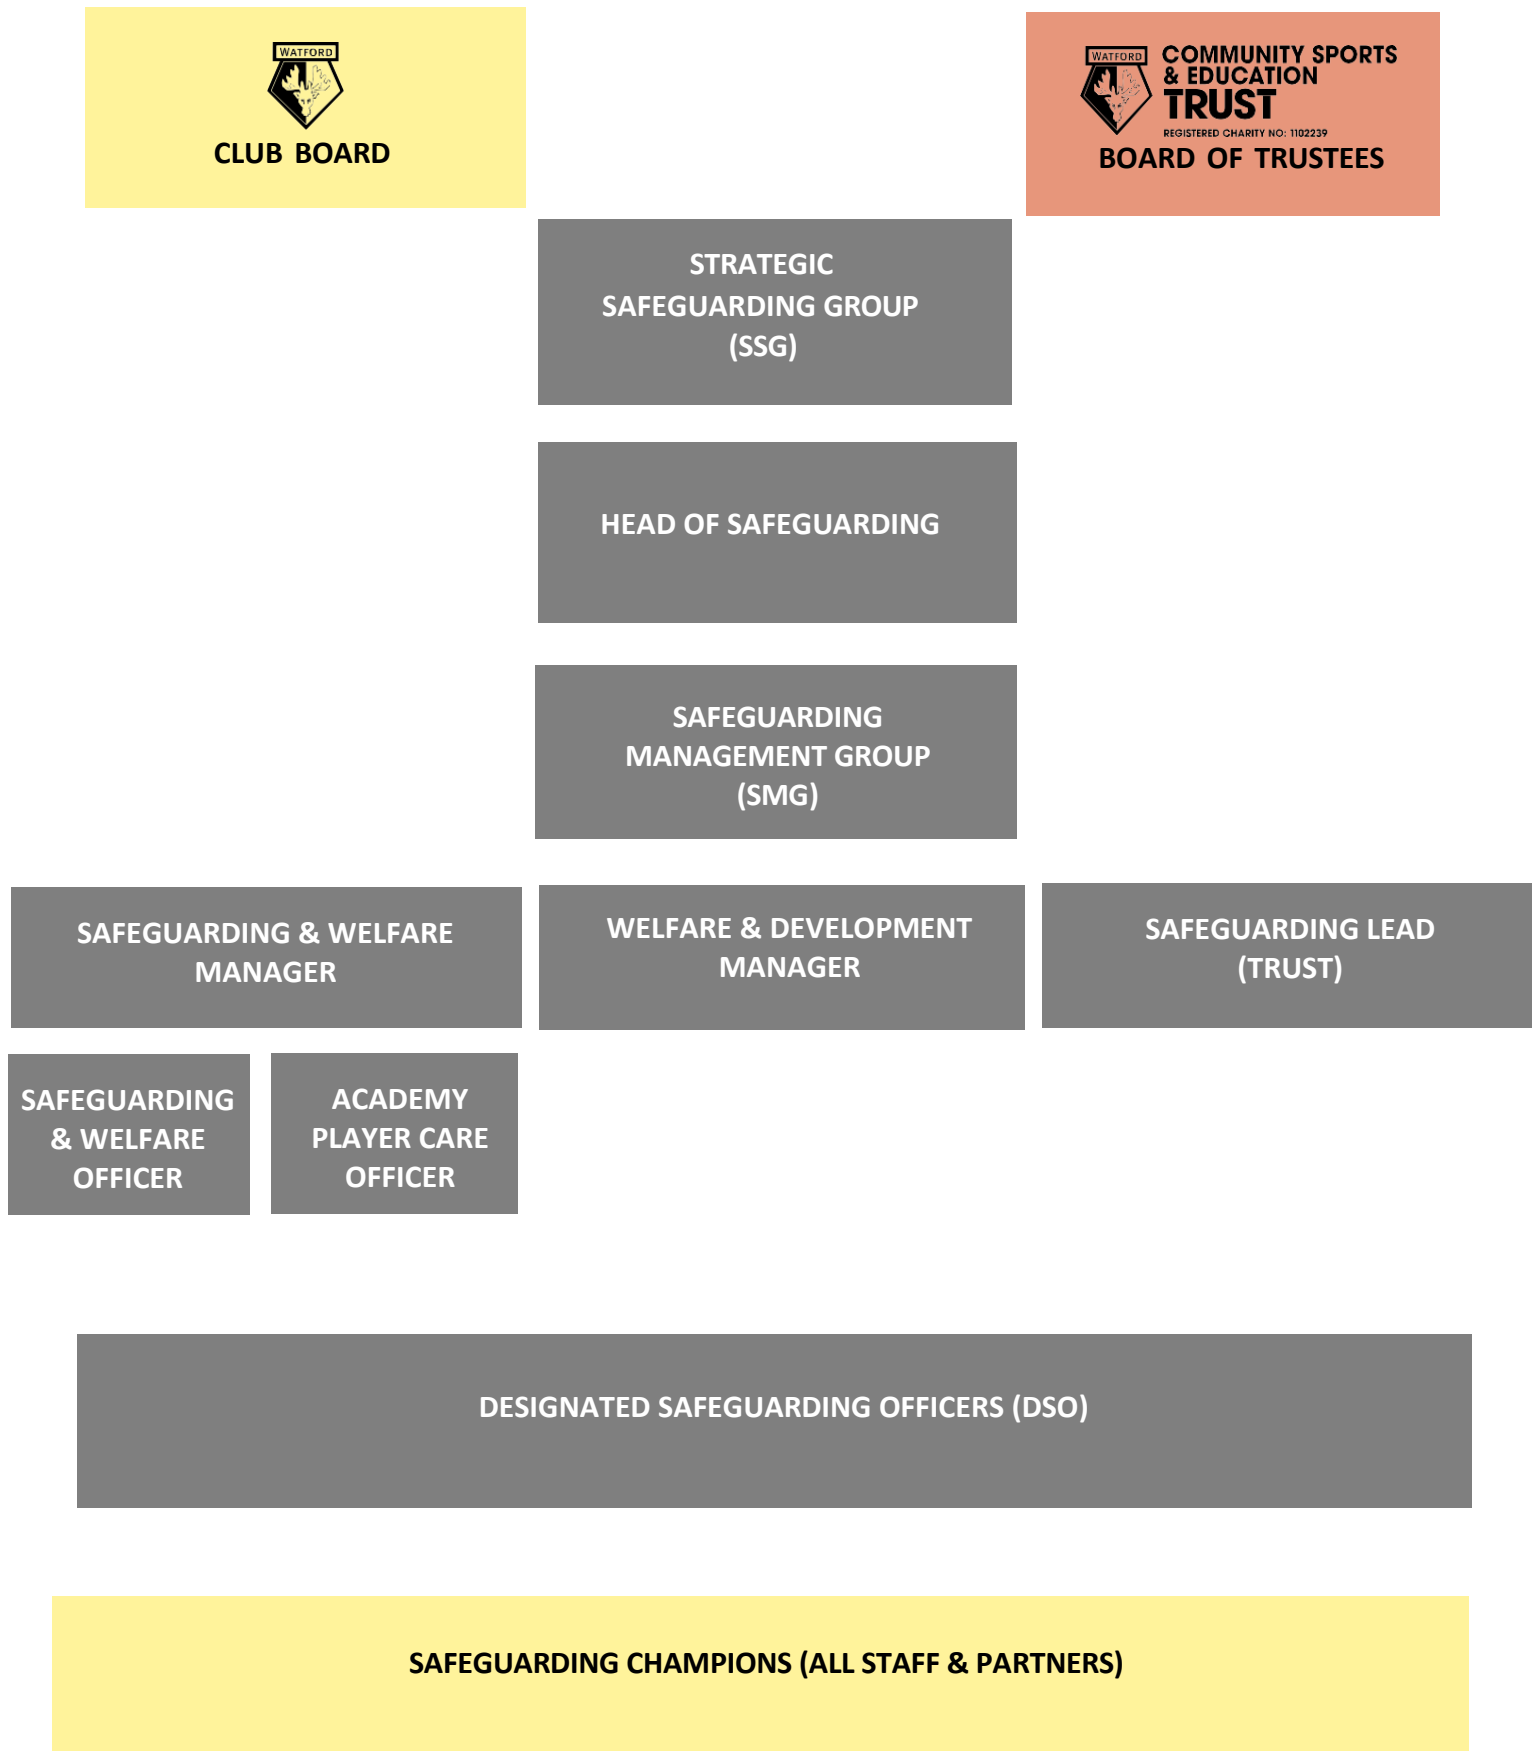 WATFORD
CLUB BOARD
WATFORD
COMMUNITY SPORTS
& EDUCATION
TRUST
REGISTERED CHARITY NO: 1102239
BOARD OF TRUSTEES
STRATEGIC
SAFEGUARDING GROUP
(SSG)
HEAD OF SAFEGUARDING
SAFEGUARDING
MANAGEMENT GROUP
(SMG)
SAFEGUARDING & WELFARE
MANAGER
WELFARE & DEVELOPMENT
MANAGER
SAFEGUARDING LEAD
(TRUST)
SAFEGUARDING
& WELFARE
OFFICER
ACADEMY
PLAYER CARE
OFFICER
DESIGNATED SAFEGUARDING OFFICERS (DSO)
SAFEGUARDING CHAMPIONS (ALL STAFF & PARTNERS)